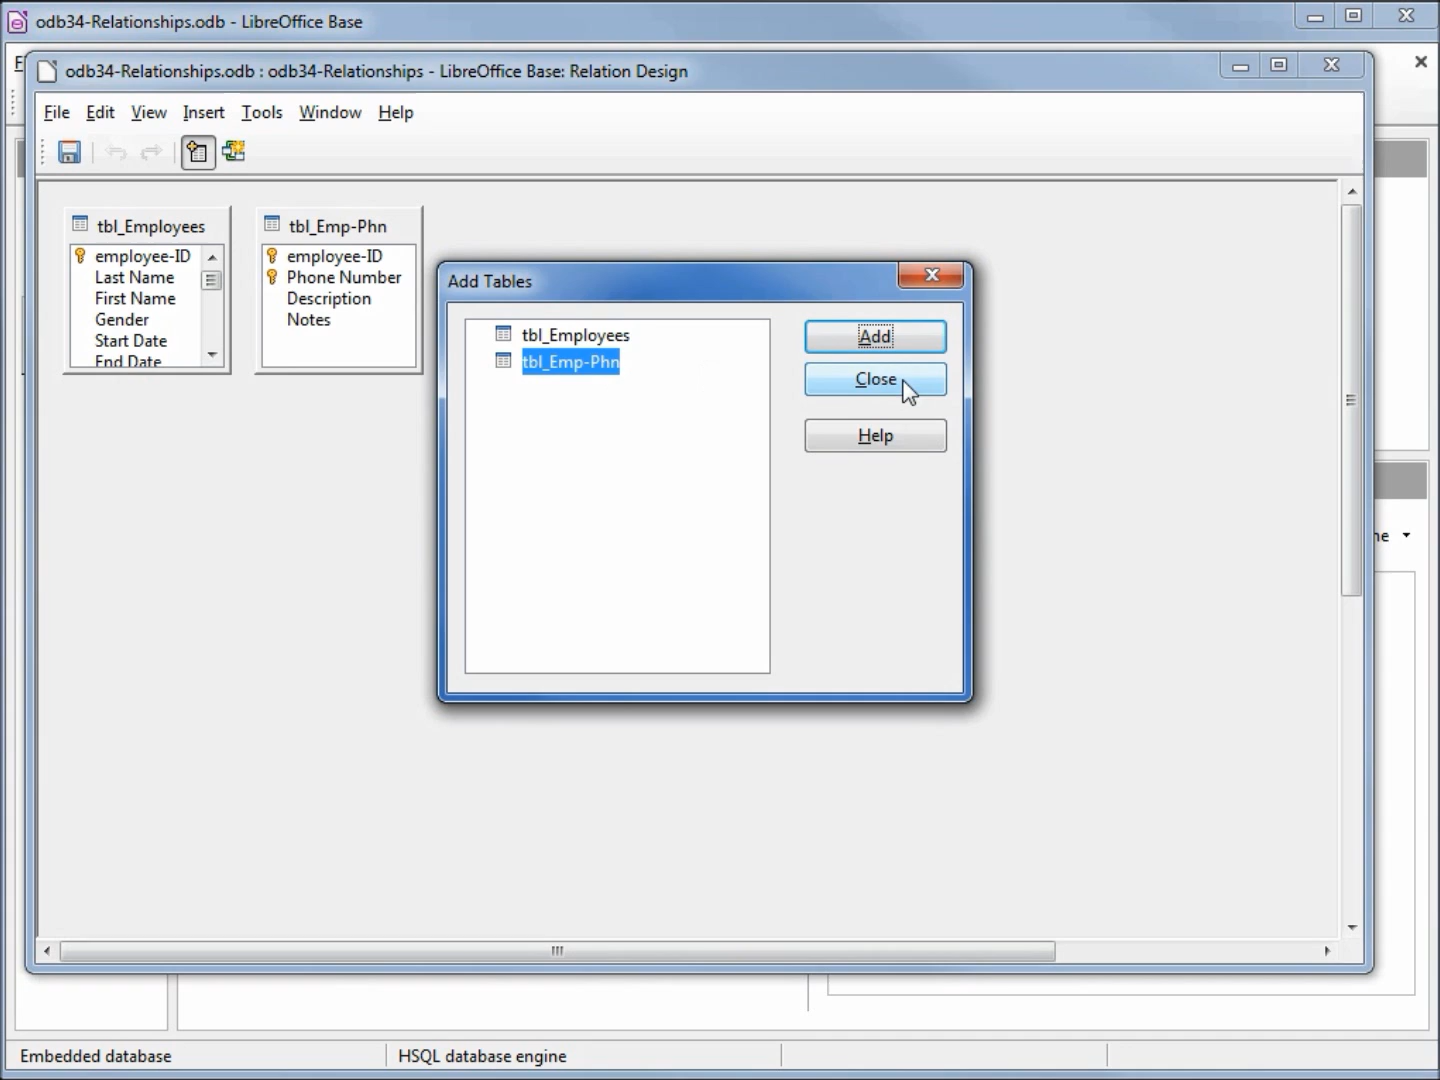 odb34-Relationships.odb - LibreOffice Base
odb34-Relationships.odb : odb34-Relationships - LibreOffice Base: Relation Design
File Edit View Insert Tools Window Help
tbl_Employees
employee-ID
Last Name
First Name
Gender
Start Date
End Date
tbl_Emp-Phn
employee-ID
Phone Number
Description
Notes
Add Tables
tbl_Employees
tbl_Emp-Phn
Add
Close
Help
Embedded database
HSQL database engine